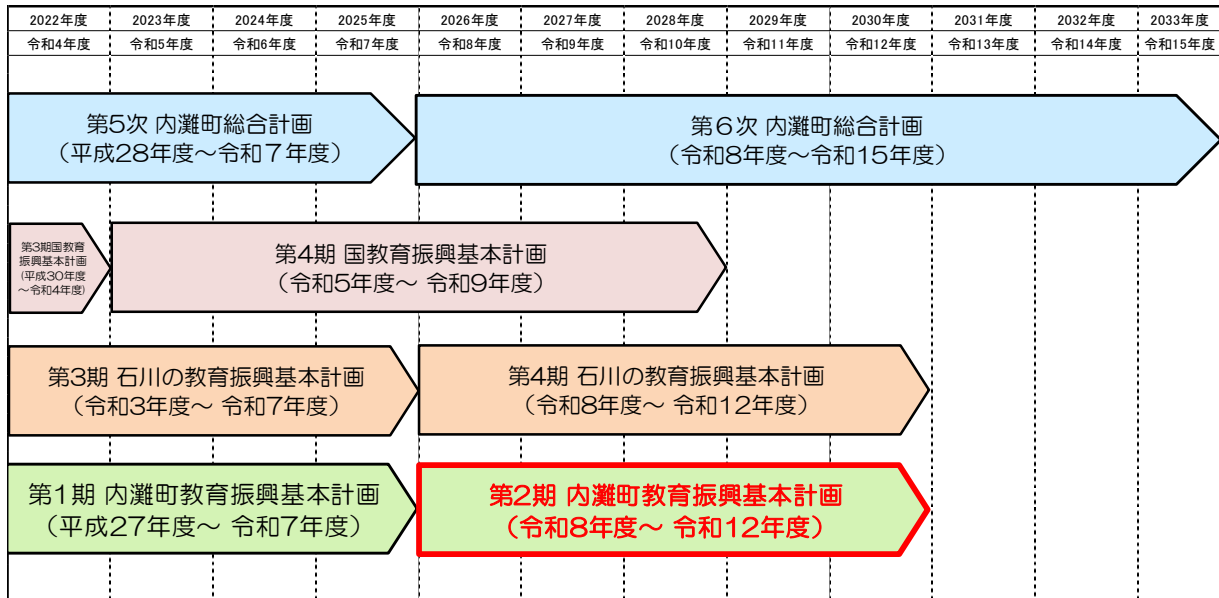 2022年度 2023年度 2024年度 2025年度 2026年度 2027年度 2028年度 2029年度 2030年度 2031年度 2032年度 2033年度
令和4年度 令和5年度 令和6年度 令和7年度 令和8年度 令和9年度 令和10年度 令和11年度 令和12年度 令和13年度 令和14年度 令和15年度
第5次 内灘町総合計画
（平成28年度～令和７年度）
第６次 内灘町総合計画
（令和8年度～令和15年度）
第3期国教育
振興基本計画
(平成30年度
～令和4年度)
第4期 国教育振興基本計画
（令和5年度～ 令和9年度）
第3期 石川の教育振興基本計画
（令和3年度～ 令和7年度）
第4期 石川の教育振興基本計画
（令和8年度～ 令和12年度）
第1期 内灘町教育振興基本計画
（平成27年度～ 令和7年度）
第2期 内灘町教育振興基本計画
（令和8年度～ 令和12年度）